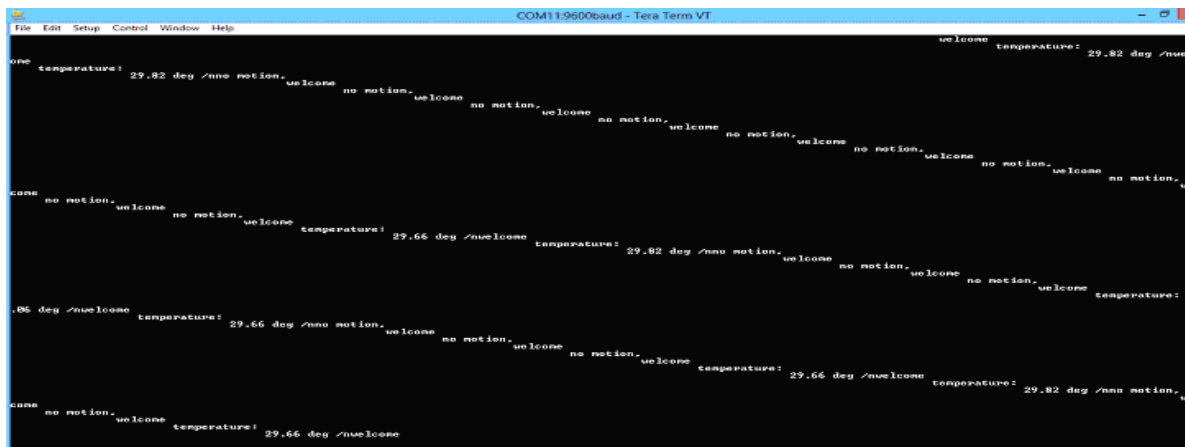 COM11:9600baud - Tera Term VT
File Edit Setup Control Window Help
welcome
temperature:
29.82 deg /nwe
ome
temperature:
29.82 deg /nno motion,
welcome
no motion,
welcome
no motion,
welcome
no motion,
welcome
no motion,
welcome
no motion,
welcome
no motion,
welcome
no motion,
w
come
no motion,
welcome
no motion,
welcome
temperature:
29.66 deg /nwelcome
temperature:
29.82 deg /nno motion,
welcome
no motion,
welcome
no motion,
welcome
temperature:
.06 deg /nwelcome
temperature:
29.66 deg /nno motion,
welcome
no motion,
welcome
no motion,
welcome
temperature:
29.66 deg /nwelcome
temperature:
29.82 deg /nno motion,
w
come
no motion,
welcome
temperature:
29.66 deg /nwelcome